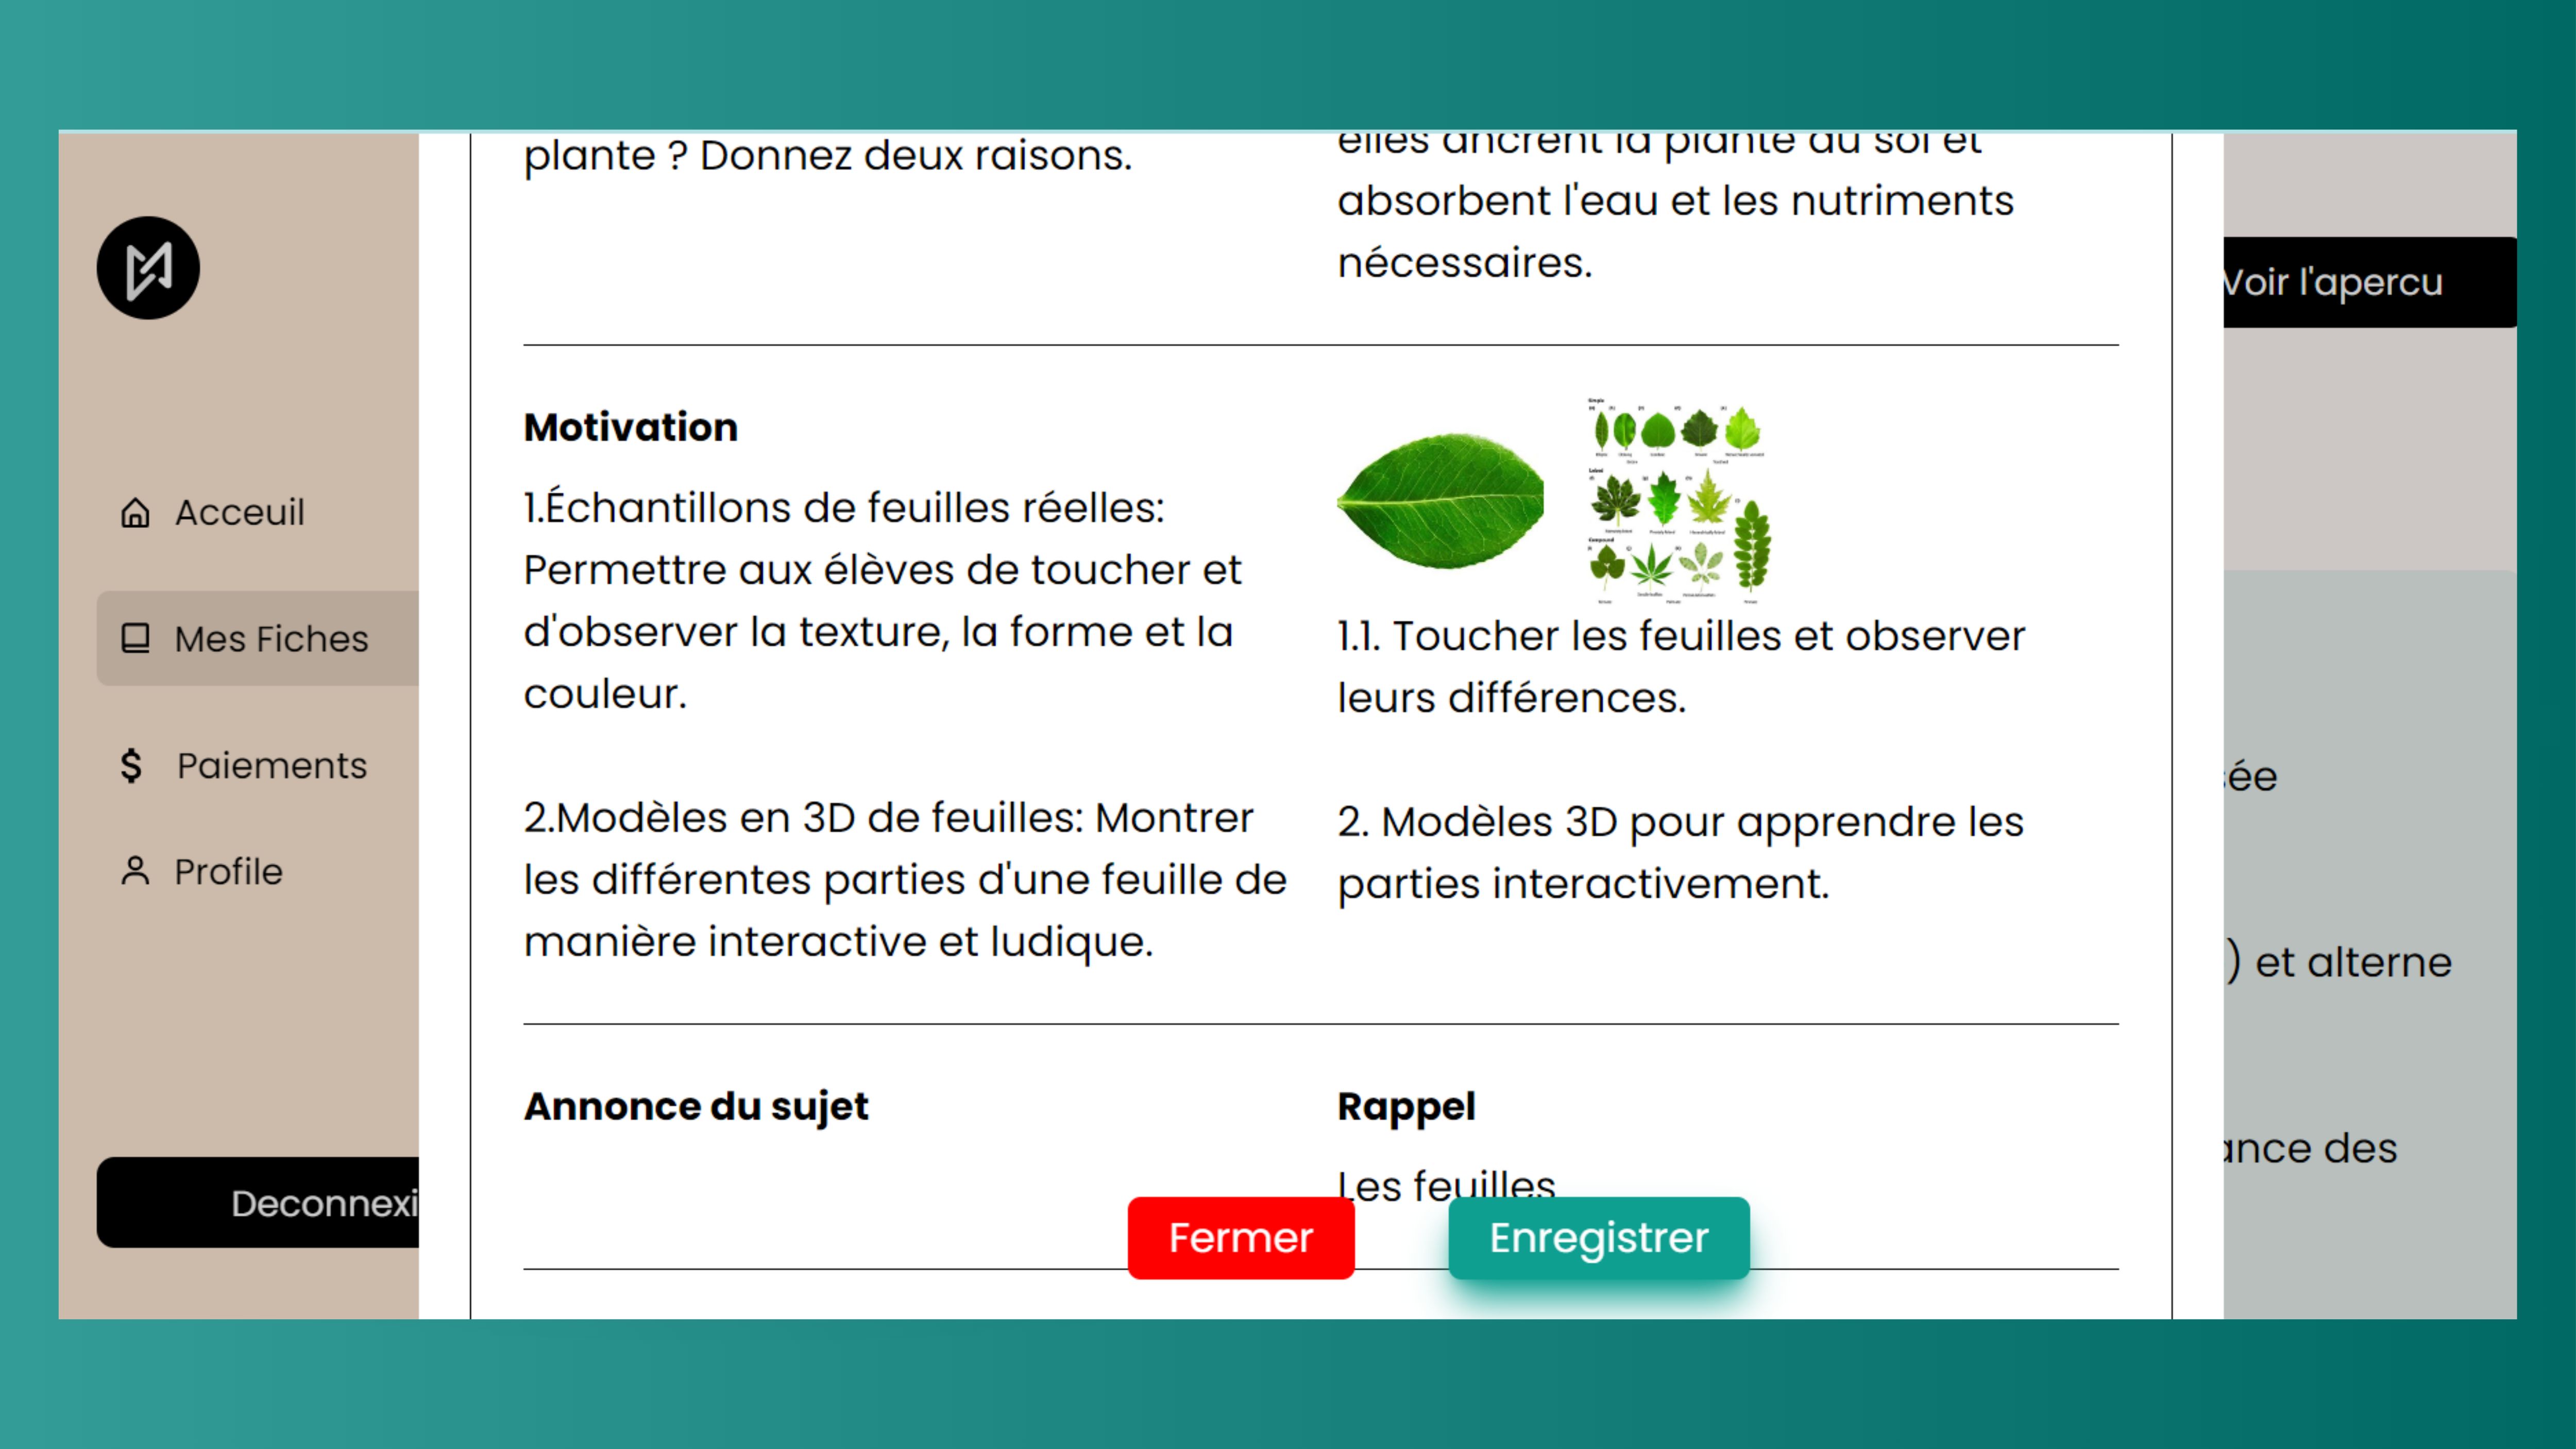 plante ? Donnez deux raisons.
elles ancrent la plante au sol et
absorbent l'eau et les nutriments
nécessaires.
Voir l'apercu
Acceuil
Mes Fiches
Paiements
Profile
Deconnexi
Motivation
1.Échantillons de feuilles réelles:
Permettre aux élèves de toucher et
d'observer la texture, la forme et la
couleur.
2.Modèles en 3D de feuilles: Montrer
les différentes parties d'une feuille de
manière interactive et ludique.
Simple
Lobed
Compound
1.1. Toucher les feuilles et observer
leurs différences.
2. Modèles 3D pour apprendre les
parties interactivement.
Annonce du sujet
Rappel
Les feuilles
Fermer
Enregistrer
ée
) et alterne
ance des